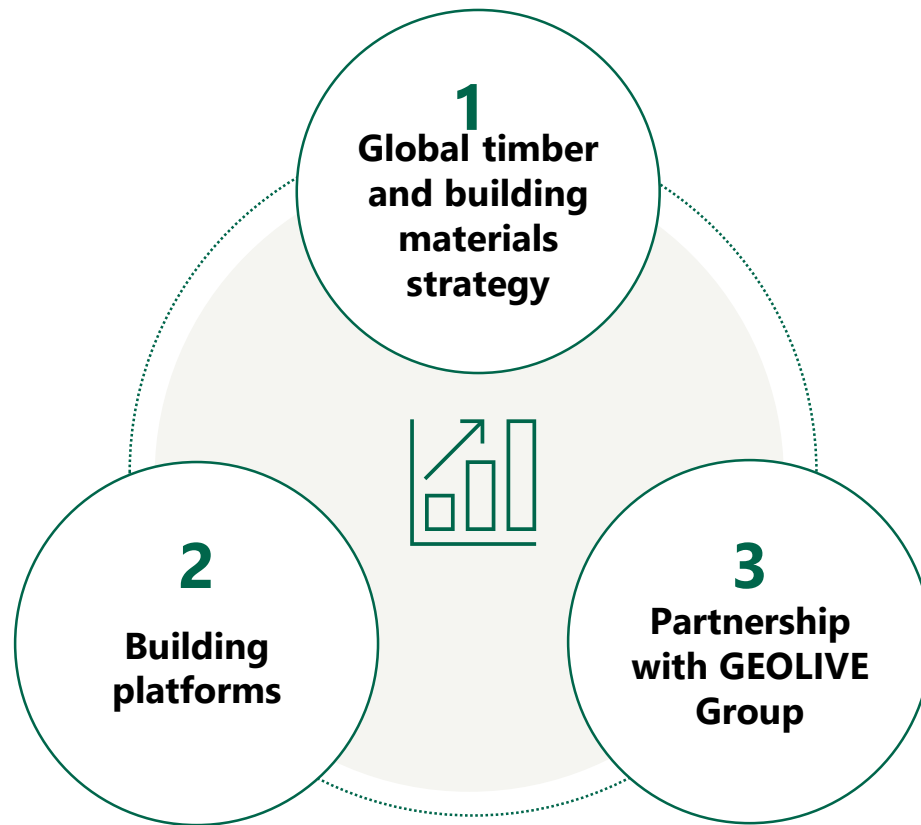 1
Global timber
and building
materials
strategy
2
Building
platforms
3
Partnership
with GEOLIVE
Group